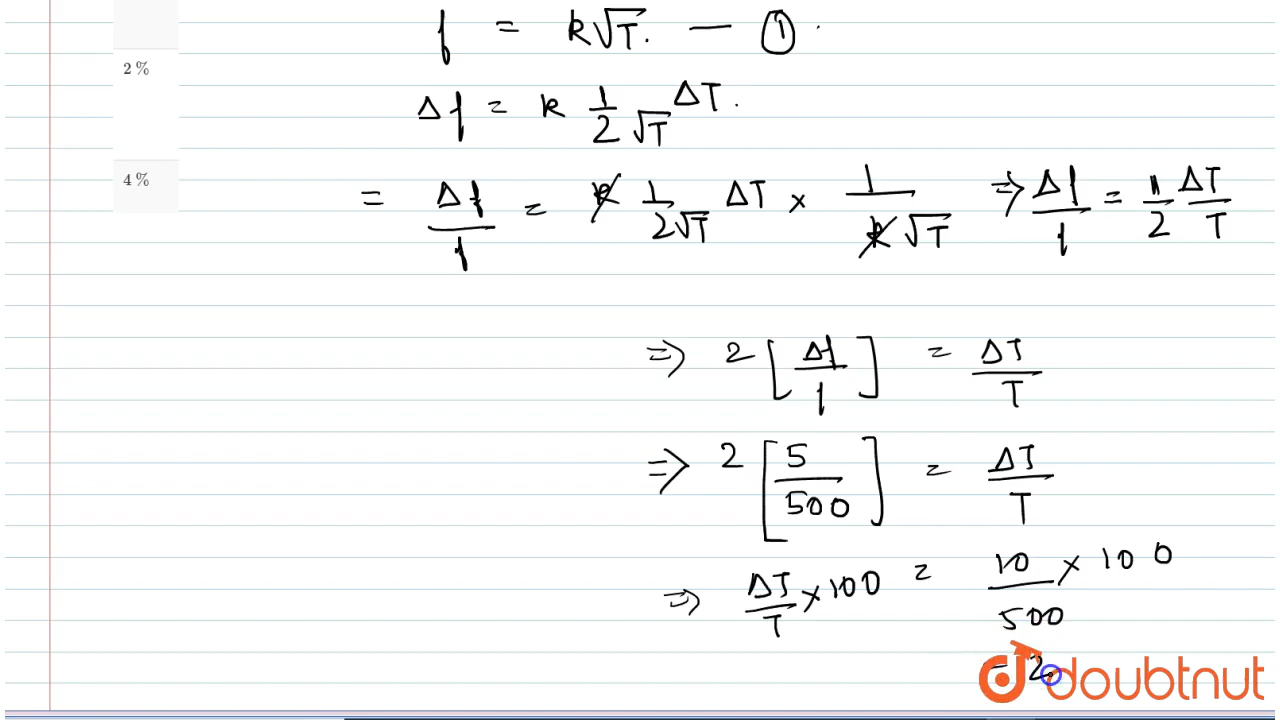 f = k√T. — ①.
2 %
Δf = k 1/2√T ΔT.
4 %
= Δf/f = k 1/2√T ΔT × 1/k√T ⇒ Δf/f = 1/2 ΔT/T
⇒ 2 [Δf/f] = ΔT/T
⇒ 2 [5/500] = ΔT/T
⇒ ΔT/T × 100 = 10/500 × 100
= 2
doubtnut